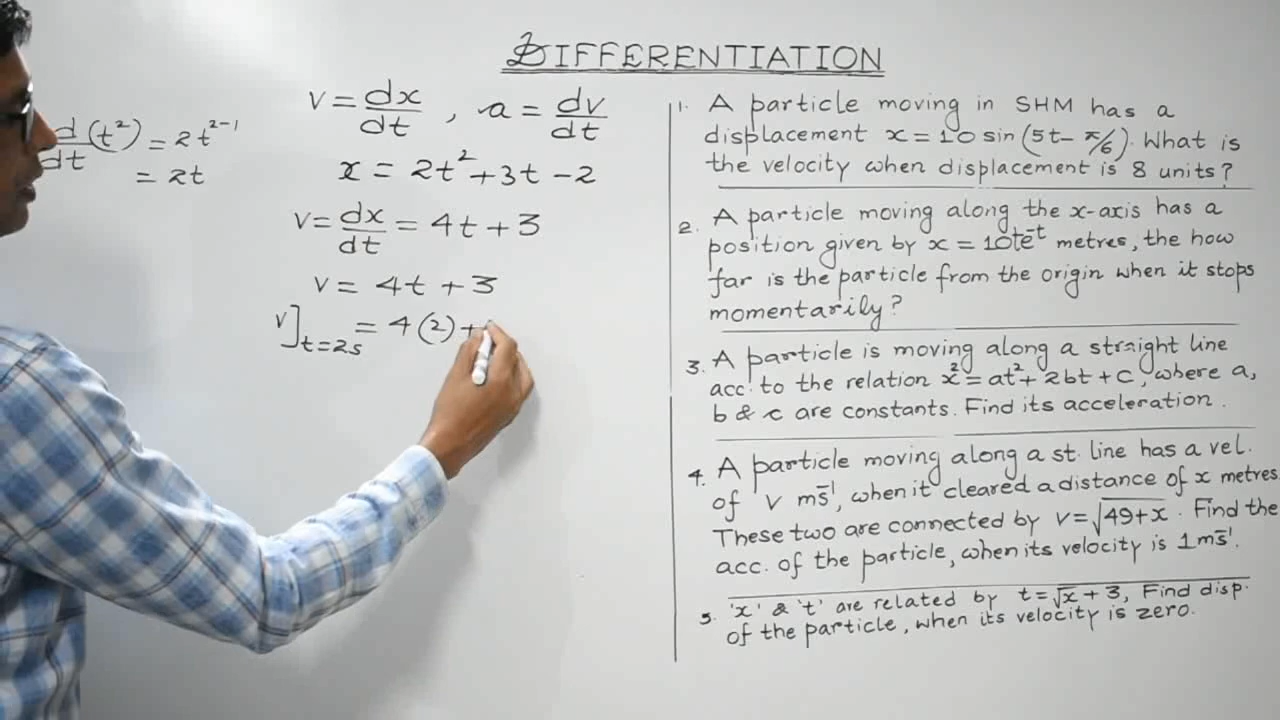 DIFFERENTIATION
d/dt (t²) = 2t²⁻¹
= 2t
v = dx/dt , a = dv/dt
x = 2t² + 3t - 2
v = dx/dt = 4t + 3
v = 4t + 3
v]t=2s = 4(2) +
1. A particle moving in SHM has a
displacement x = 10 sin(5t - π/6). What is
the velocity when displacement is 8 units?
2. A particle moving along the x-axis has a
position given by x = 10te⁻ᵗ metres, the how
far is the particle from the origin when it stops
momentarily?
3. A Particle is moving along a straight line
acc. to the relation x² = at² + 2bt + c, where a,
b & c are constants. Find its acceleration.
4. A particle moving along a st. line has a vel.
of v ms⁻¹, when it cleared a distance of x metres
These two are connected by v = √49+x . Find the
acc. of the particle, when its velocity is 1ms⁻¹.
5. 'x' & 't' are related by t = √x + 3, Find disp.
of the particle, when its velocity is zero.